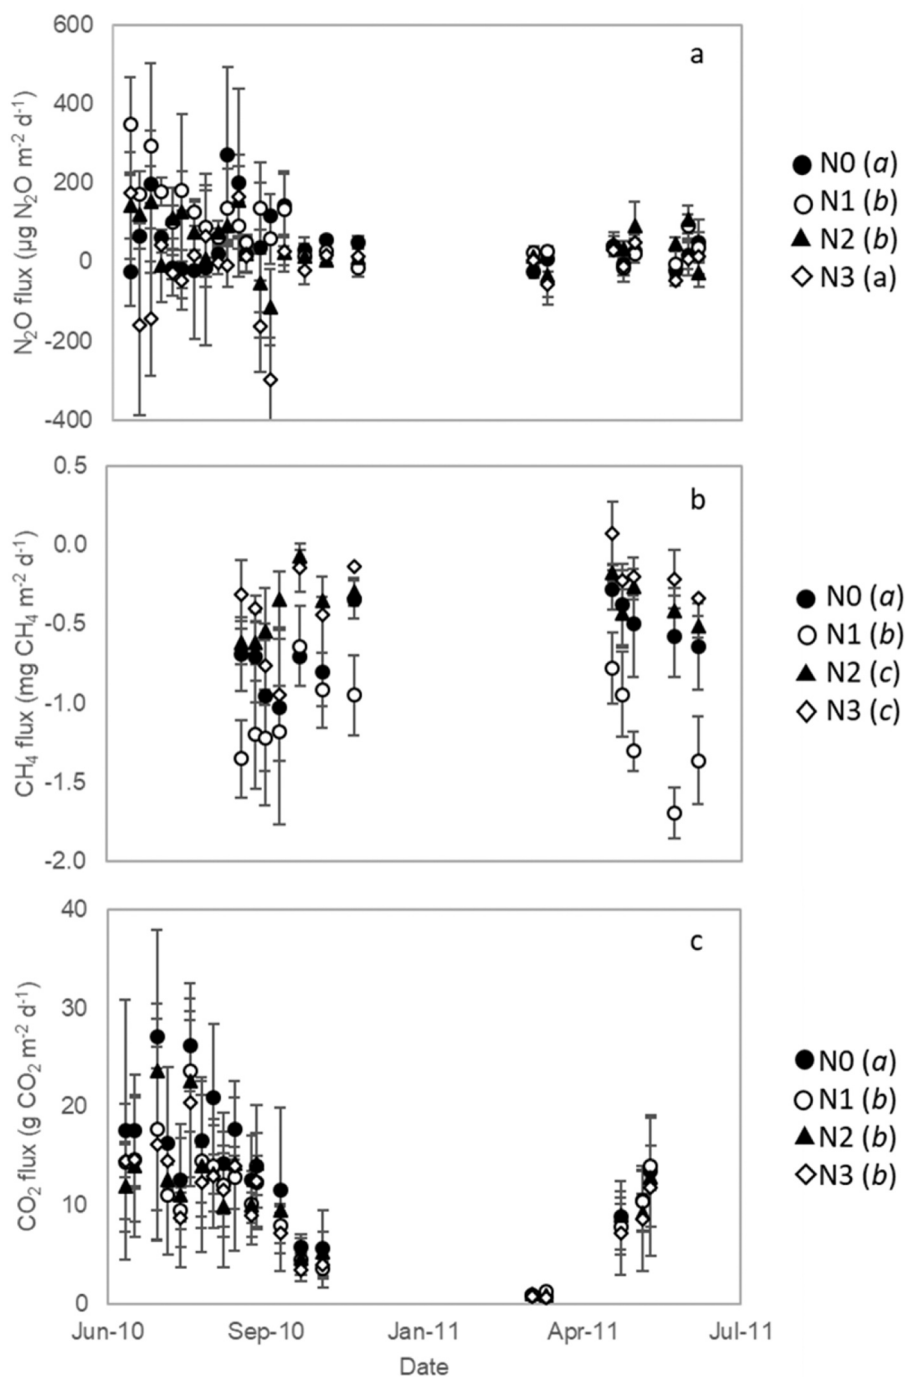 600
400
200
0
-200
-400
N₂O flux (µg N₂O m⁻² d⁻¹)
a
N0 (a)
N1 (b)
N2 (b)
N3 (a)
0.5
0.0
-0.5
-1.0
-1.5
-2.0
CH₄ flux (mg CH₄ m⁻² d⁻¹)
b
N0 (a)
N1 (b)
N2 (c)
N3 (c)
40
30
20
10
0
CO₂ flux (g CO₂ m⁻² d⁻¹)
c
N0 (a)
N1 (b)
N2 (b)
N3 (b)
Jun-10 Sep-10 Jan-11 Apr-11 Jul-11
Date